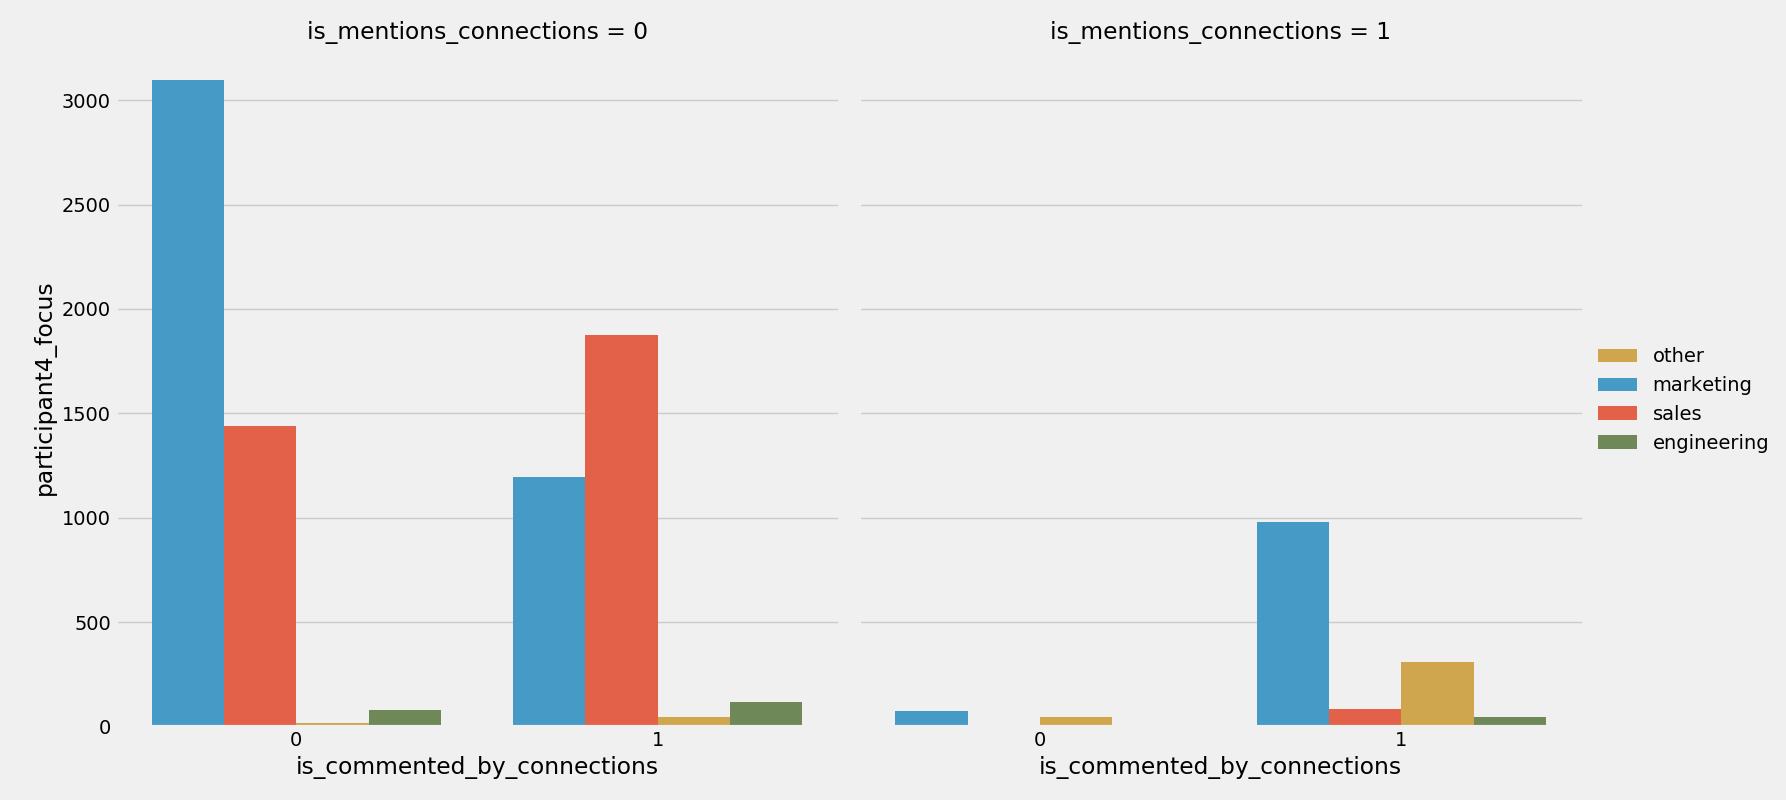 is_mentions_connections = 0
is_mentions_connections = 1
participant4_focus
3000
2500
2000
1500
1000
500
0
0
1
0
1
is_commented_by_connections
is_commented_by_connections
other
marketing
sales
engineering